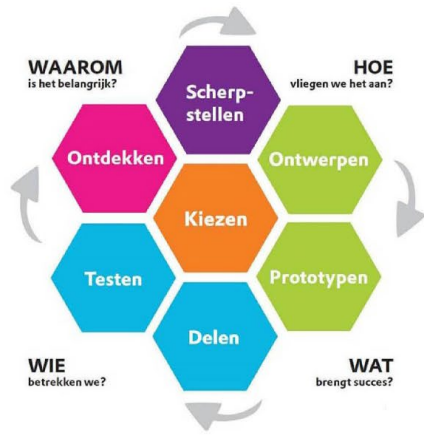 WAAROM
is het belangrijk?
HOE
vliegen we het aan?
Scherp-
stellen
Ontdekken
Ontwerpen
Kiezen
Testen
Prototypen
Delen
WIE
betrekken we?
WAT
brengt succes?